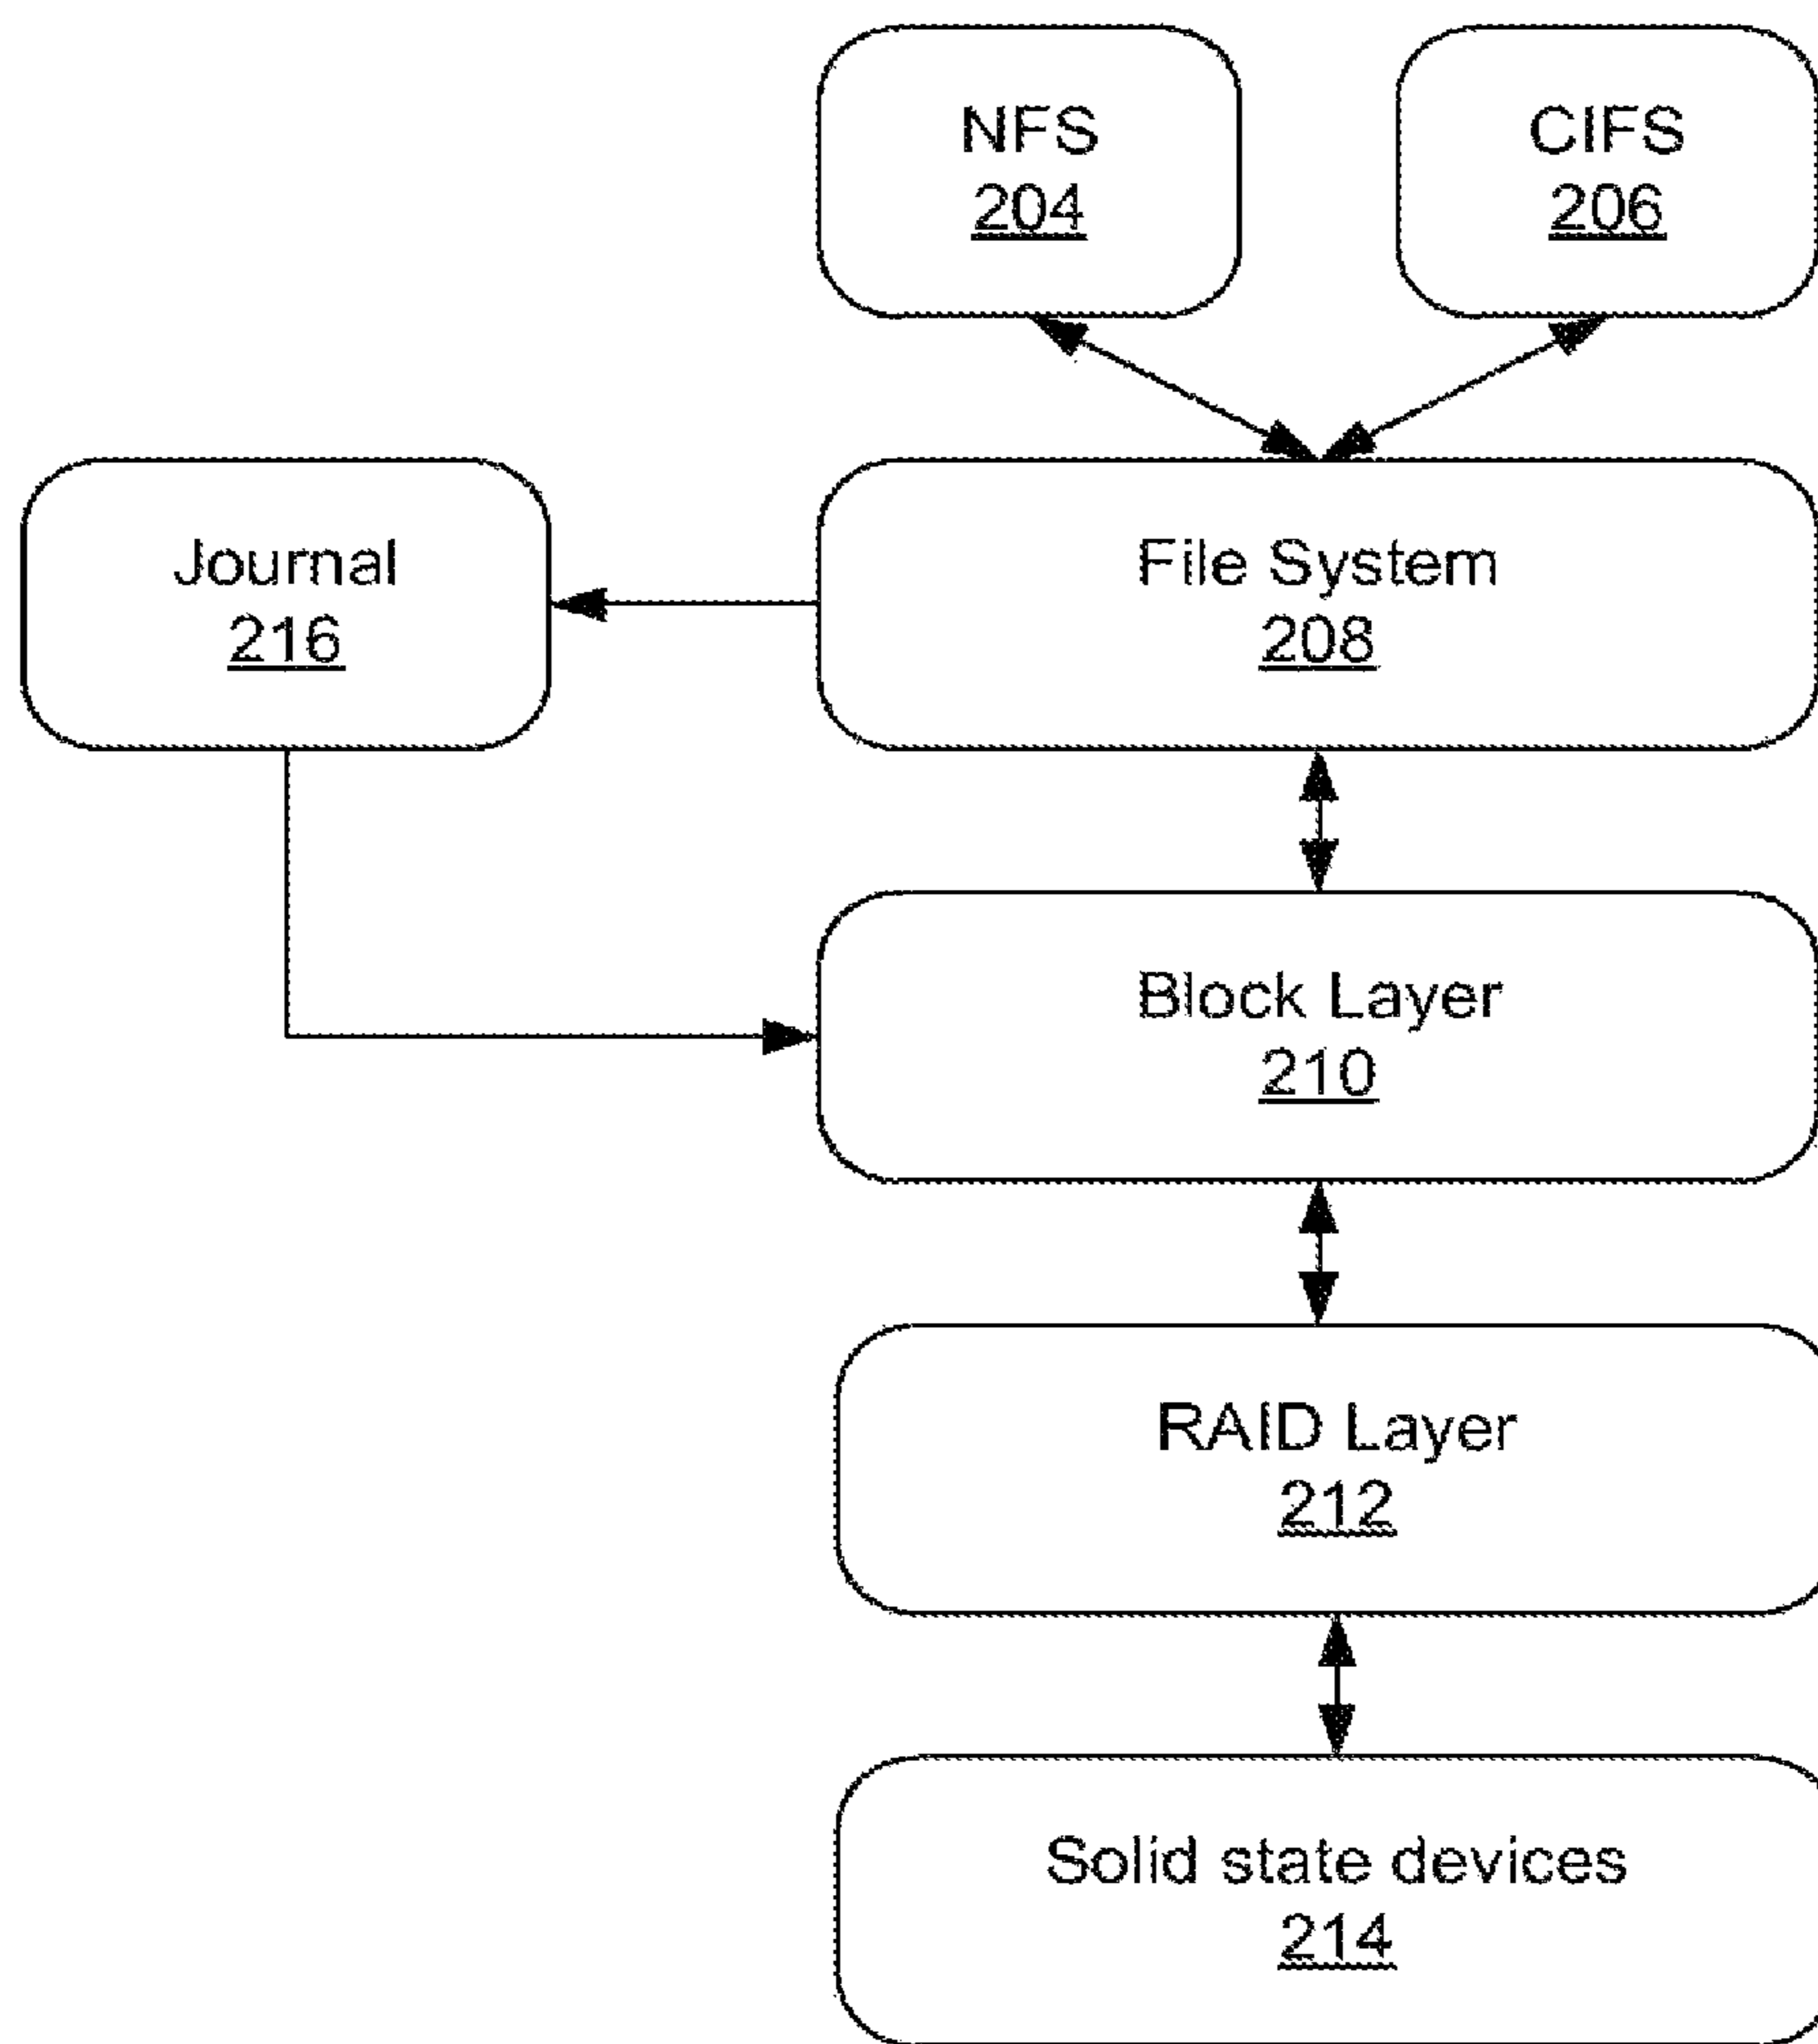 NFS
204
CIFS
206
Journal
216
File System
208
Block Layer
210
RAID Layer
212
Solid state devices
214